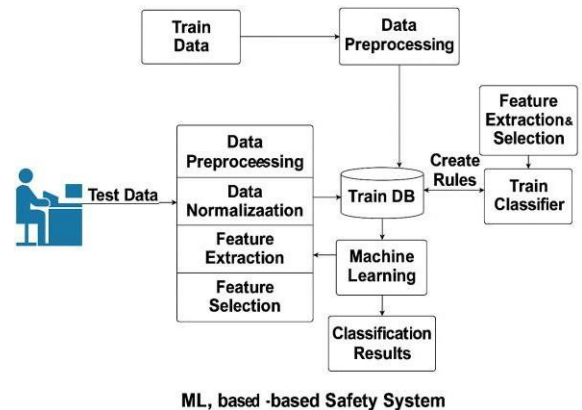 Train
Data
Data
Preprocessing
Feature
Extraction&
Selection
Data
Preproceessing
Create
Rules
Test Data
Data
Normalizaation
Train DB
Train
Classifier
Feature
Extraction
Machine
Learning
Feature
Selection
Classification
Results
ML, based -based Safety System